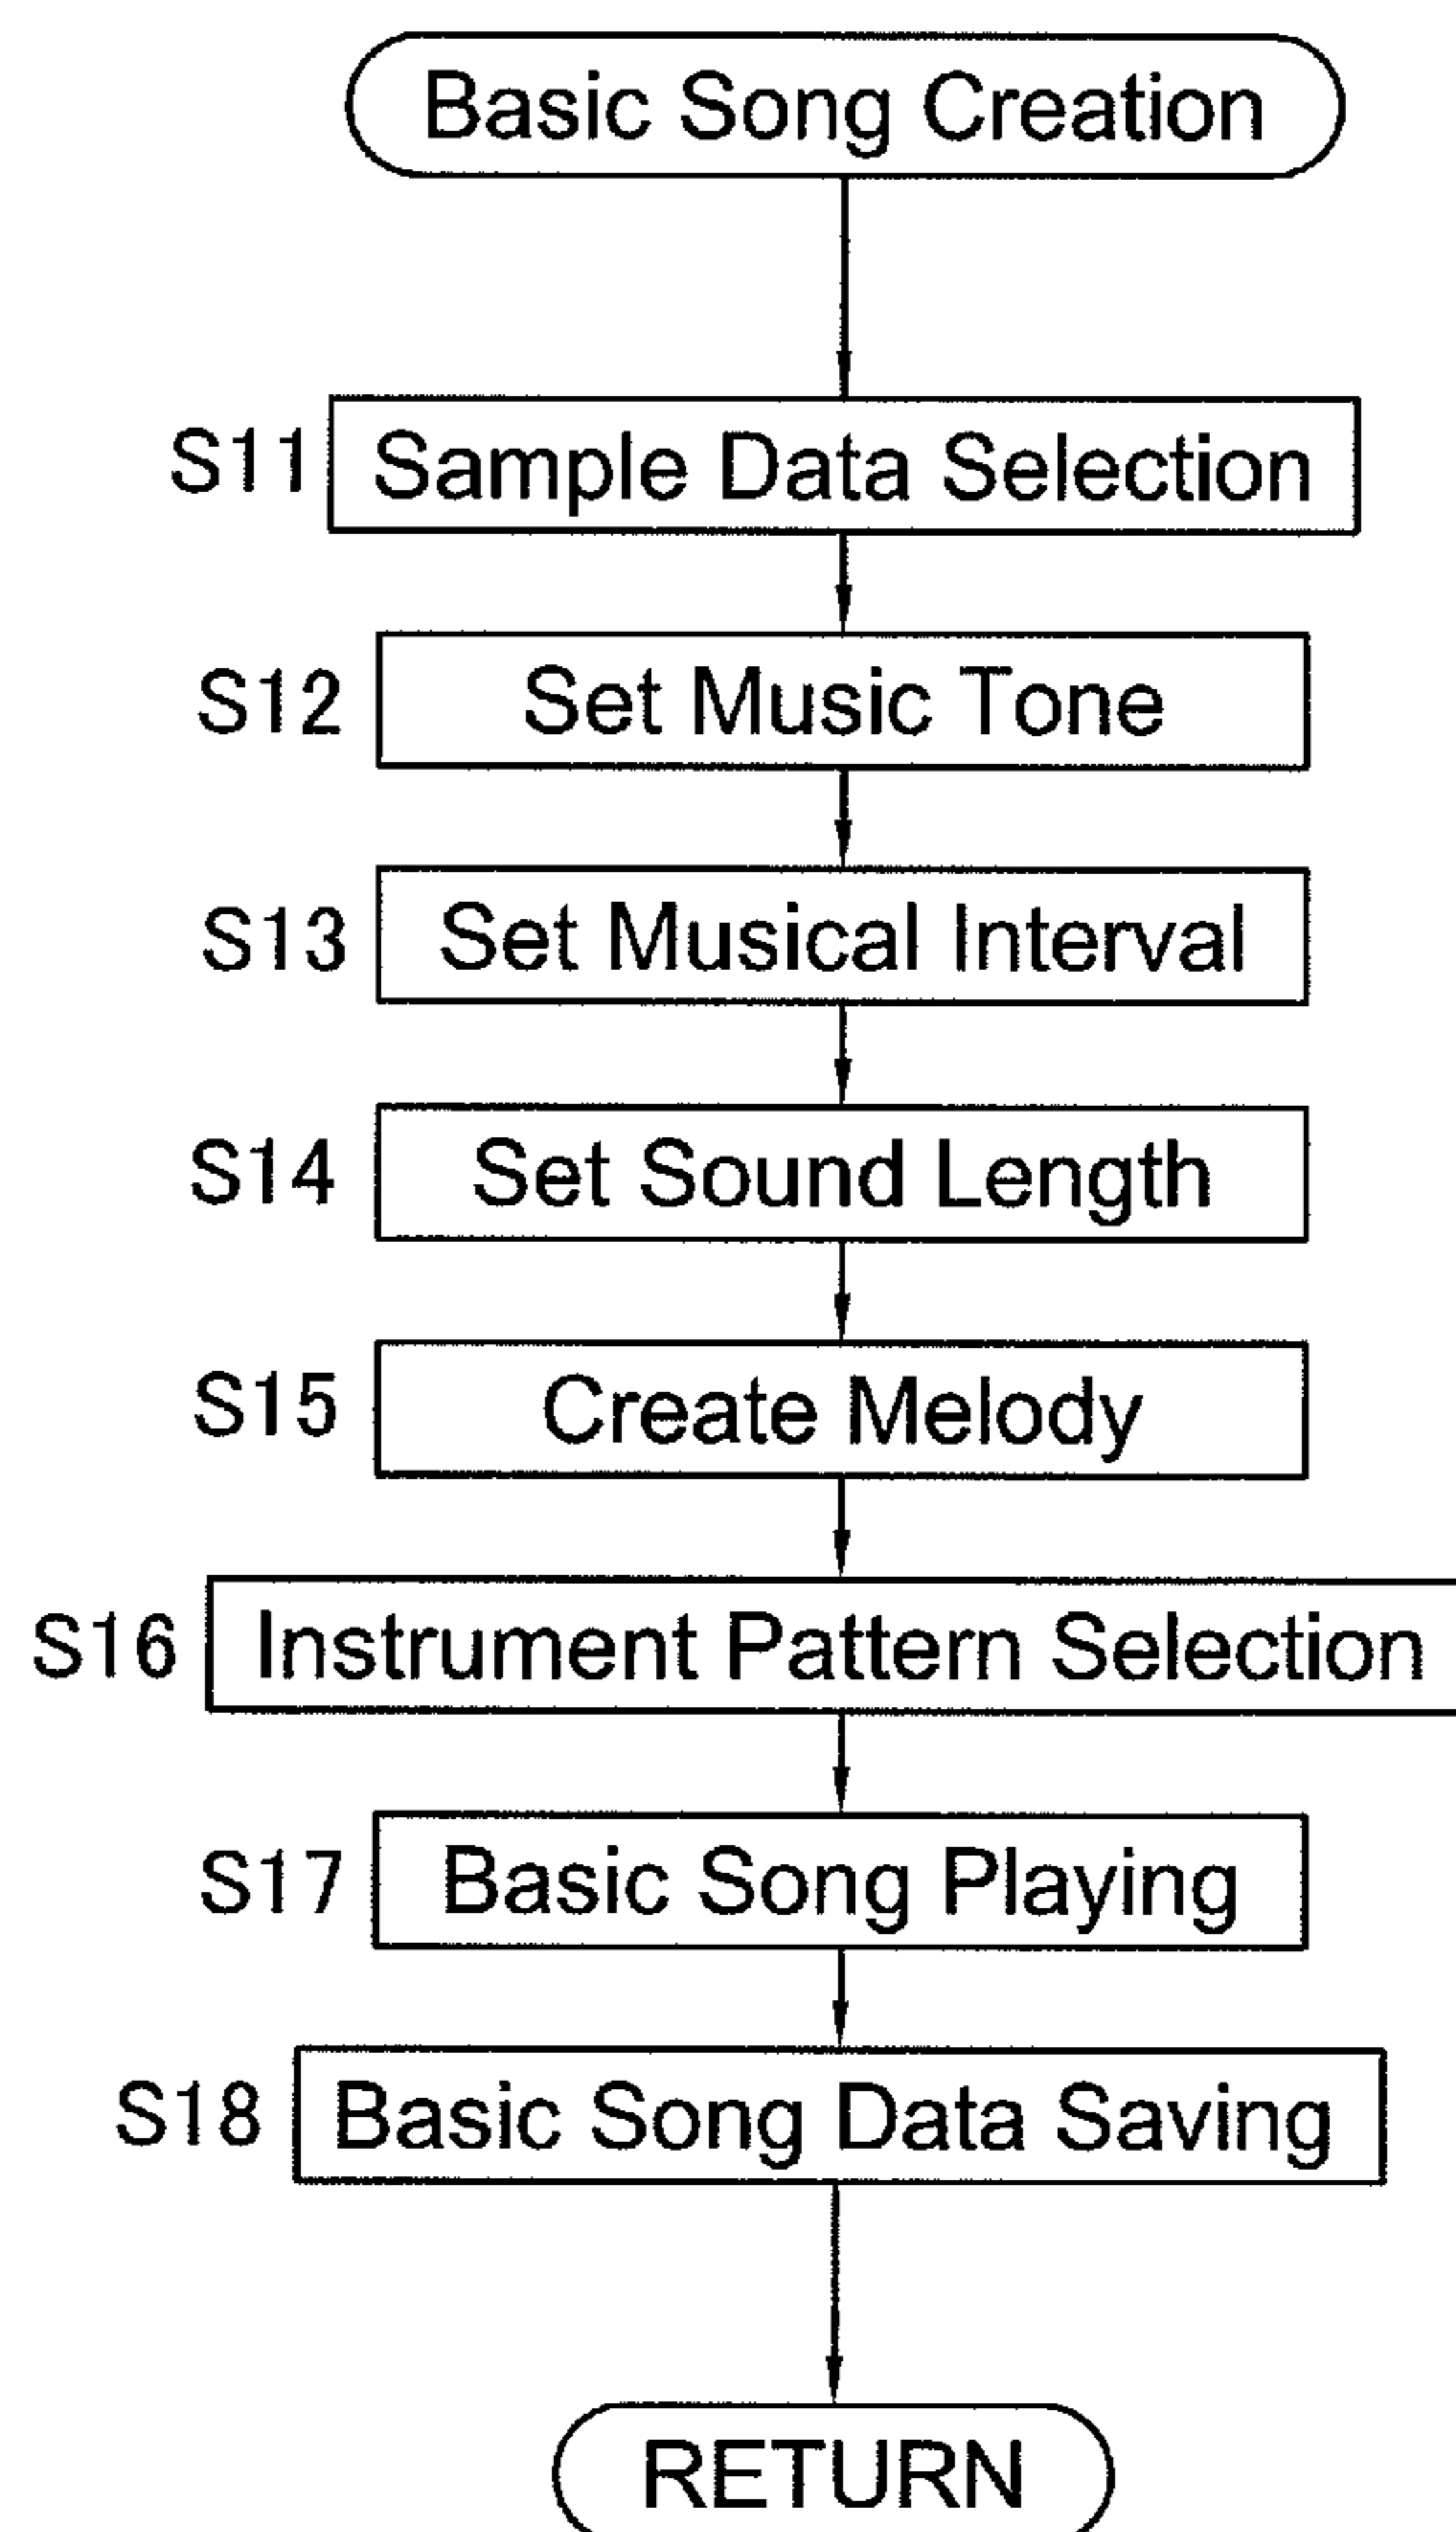 Basic Song Creation
S11 Sample Data Selection
S12 Set Music Tone
S13 Set Musical Interval
S14 Set Sound Length
S15 Create Melody
S16 Instrument Pattern Selection
S17 Basic Song Playing
S18 Basic Song Data Saving
RETURN